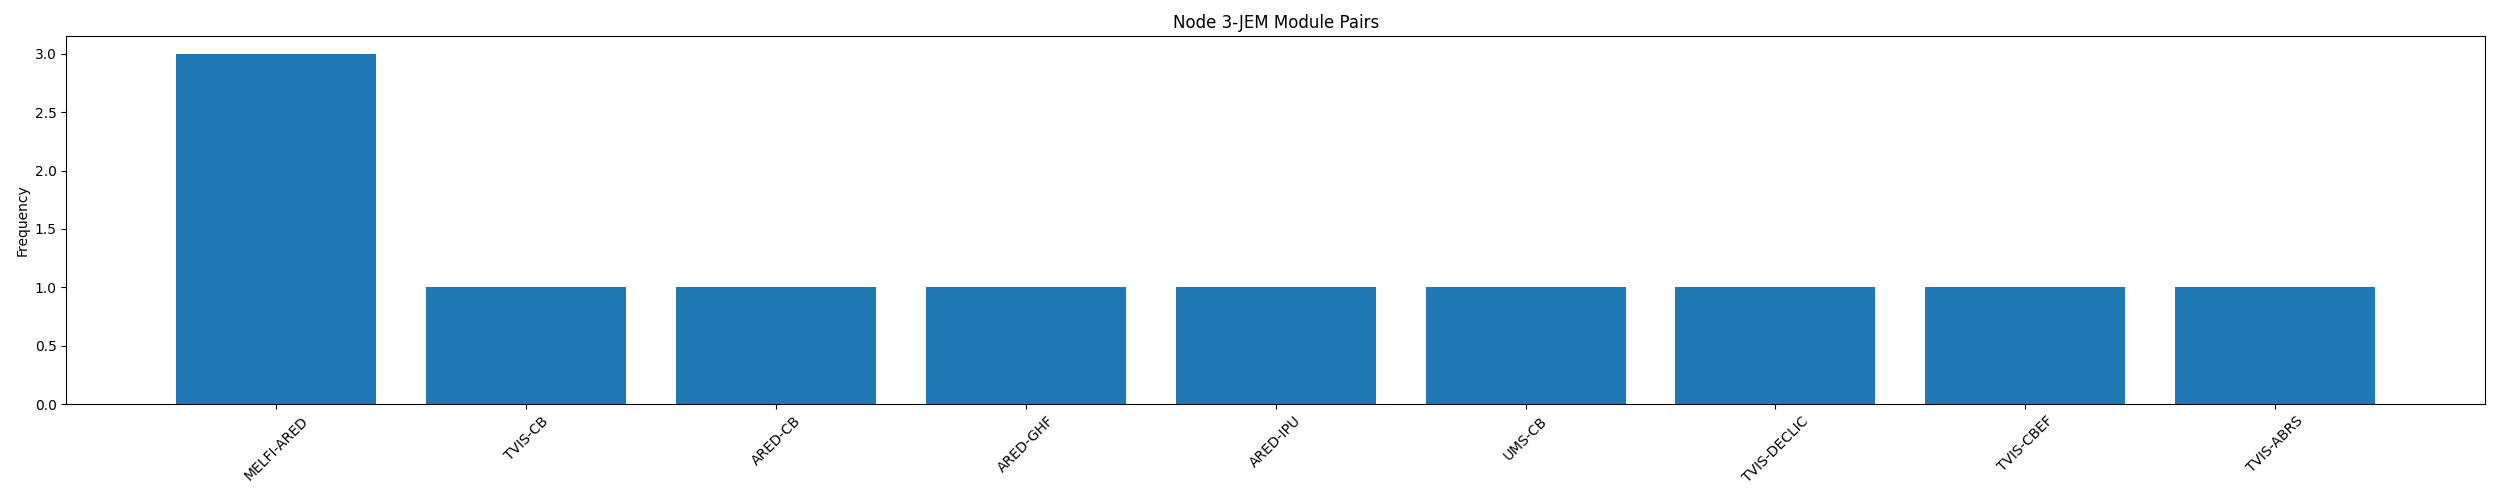 Node 3-JEM Module Pairs
Frequency
3.0
2.5
2.0
1.5
1.0
0.5
0.0
MELFI-ARED
TVIS-CB
ARED-CB
ARED-GHF
ARED-IPU
UMS-CB
TVIS-DECLIC
TVIS-CBEF
TVIS-ABRS